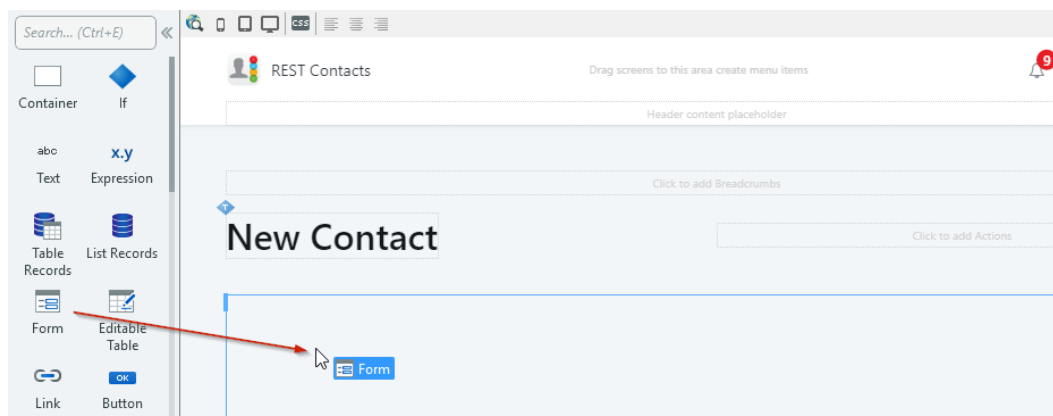 Search... (Ctrl+E)
css
REST Contacts
Drag screens to this area create menu items
9
Header content placeholder
Container
If
abc
x.y
Text
Expression
Click to add Breadcrumbs
T
New Contact
Click to add Actions
Table
Records
List Records
Form
Editable
Table
Form
OK
Link
Button